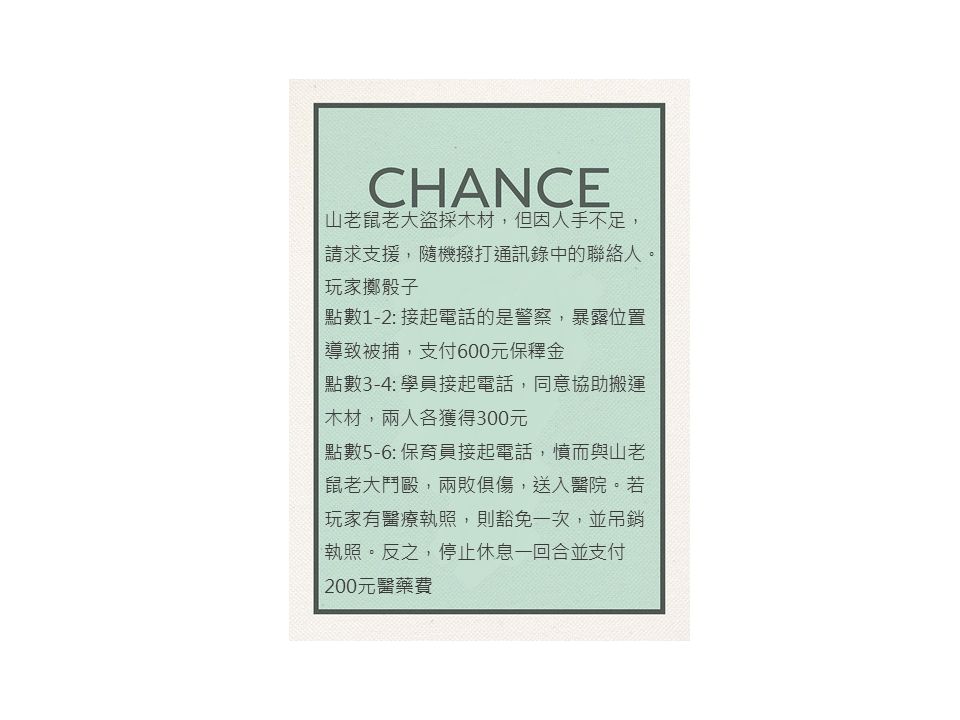 CHANCE
山老鼠老大盜採木材，但因人手不足，
請求支援，隨機撥打通訊錄中的聯絡人。
玩家擲骰子
點數1-2: 接起電話的是警察，暴露位置
導致被捕，支付600元保釋金
點數3-4: 學員接起電話，同意協助搬運
木材，兩人各獲得300元
點數5-6: 保育員接起電話，憤而與山老
鼠老大鬥毆，兩敗俱傷，送入醫院。若
玩家有醫療執照，則豁免一次，並吊銷
執照。反之，停止休息一回合並支付
200元醫藥費